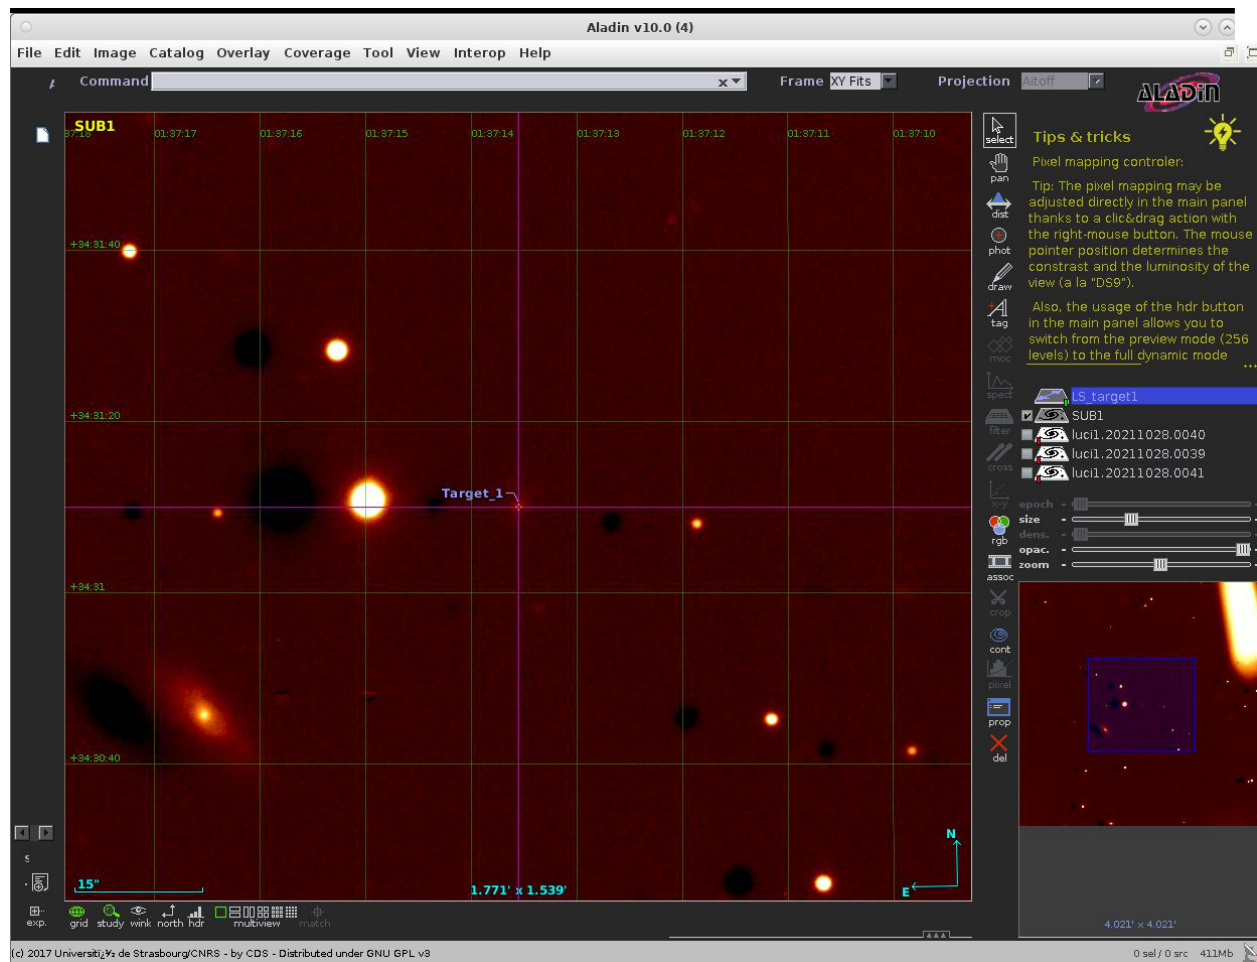 Aladin v10.0 (4)
File Edit Image Catalog Overlay Coverage Tool View Interop Help
Command
Frame XY Fits
Projection Aitoff
ALADIN
SUB1
01:37:17 01:37:16 01:37:15 01:37:14 01:37:13 01:37:12 01:37:11 01:37:10
+34:31:40
+34:31:20
Target_1
+34:31
+34:30:40
15"
1.771' x 1.539'
N
E
select
pan
dist
phot
draw
tag
moc
spect
filter
cross
x-y
rgb
assoc
crop
cont
pixel
prop
del
Tips & tricks
Pixel mapping controler:
Tip: The pixel mapping may be
adjusted directly in the main panel
thanks to a clic&drag action with
the right-mouse button. The mouse
pointer position determines the
constrast and the luminosity of the
view (a la "DS9").
Also, the usage of the hdr button
in the main panel allows you to
switch from the preview mode (256
levels) to the full dynamic mode
...
LS_target1
SUB1
luci1.20211028.0040
luci1.20211028.0039
luci1.20211028.0041
epoch
size
dens.
opac.
zoom
4.021' x 4.021'
exp.
grid study wink north hdr multiview match
(c) 2017 Universitï¿½ de Strasbourg/CNRS - by CDS - Distributed under GNU GPL v3
0 sel / 0 src 411Mb